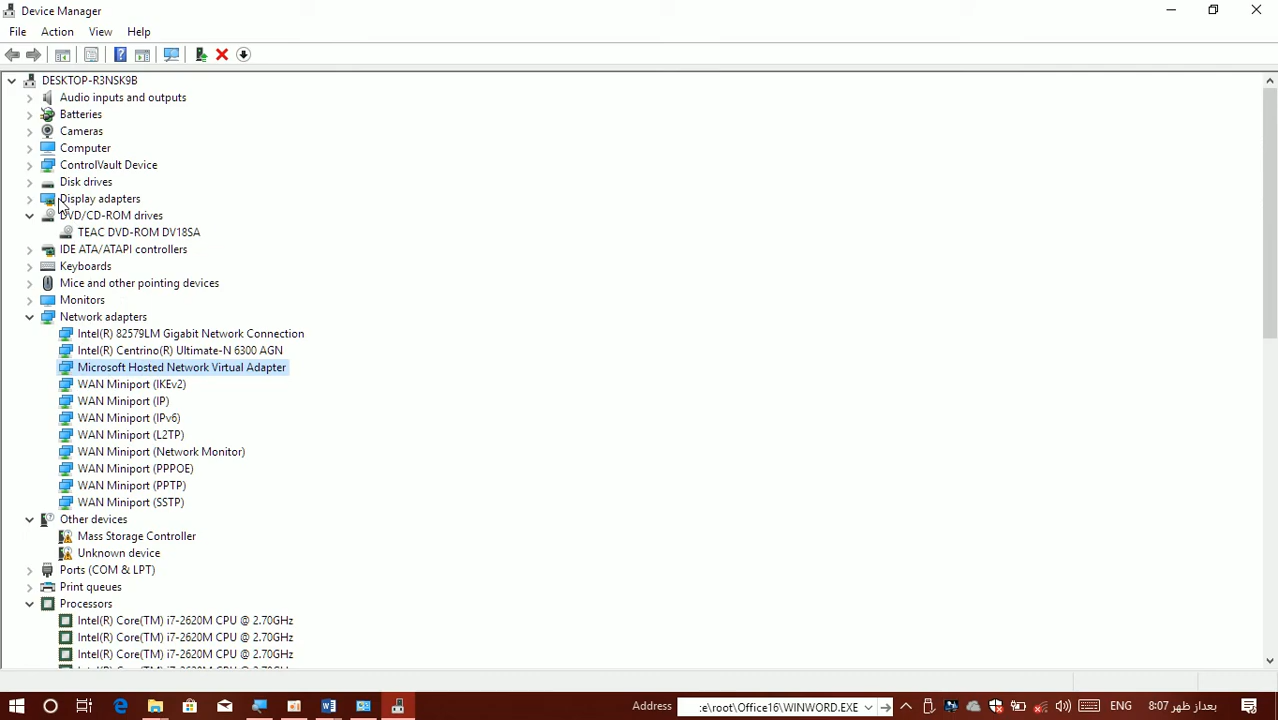 Device Manager
File Action View Help
DESKTOP-R3NSK9B
Audio inputs and outputs
Batteries
Cameras
Computer
ControlVault Device
Disk drives
Display adapters
DVD/CD-ROM drives
TEAC DVD-ROM DV18SA
IDE ATA/ATAPI controllers
Keyboards
Mice and other pointing devices
Monitors
Network adapters
Intel(R) 82579LM Gigabit Network Connection
Intel(R) Centrino(R) Ultimate-N 6300 AGN
Microsoft Hosted Network Virtual Adapter
WAN Miniport (IKEv2)
WAN Miniport (IP)
WAN Miniport (IPv6)
WAN Miniport (L2TP)
WAN Miniport (Network Monitor)
WAN Miniport (PPPOE)
WAN Miniport (PPTP)
WAN Miniport (SSTP)
Other devices
Mass Storage Controller
Unknown device
Ports (COM & LPT)
Print queues
Processors
Intel(R) Core(TM) i7-2620M CPU @ 2.70GHz
Intel(R) Core(TM) i7-2620M CPU @ 2.70GHz
Intel(R) Core(TM) i7-2620M CPU @ 2.70GHz
Address :e\root\Office16\WINWORD.EXE ENG 8:07 بعداز ظهر